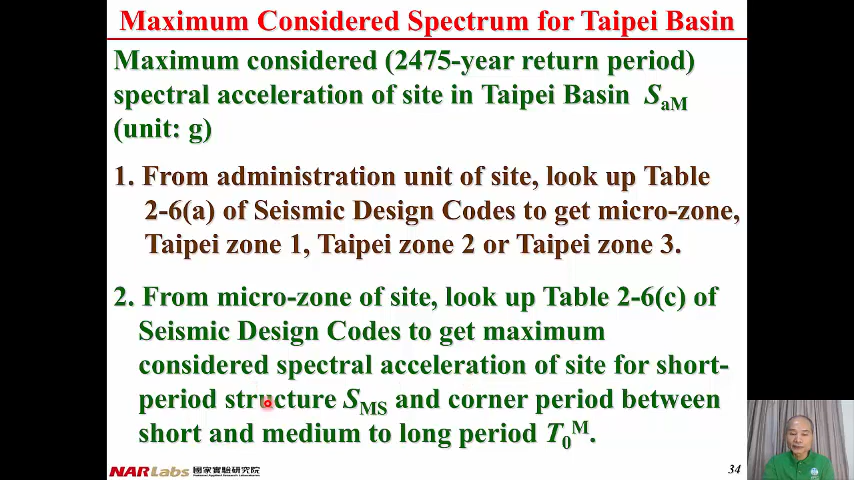 Maximum Considered Spectrum for Taipei Basin
Maximum considered (2475-year return period)
spectral acceleration of site in Taipei Basin SaM
(unit: g)
1. From administration unit of site, look up Table
2-6(a) of Seismic Design Codes to get micro-zone,
Taipei zone 1, Taipei zone 2 or Taipei zone 3.
2. From micro-zone of site, look up Table 2-6(c) of
Seismic Design Codes to get maximum
considered spectral acceleration of site for short-
period structure SMS and corner period between
short and medium to long period T0M.
NARLabs 國家實驗研究院
National Applied Research Laboratories
34